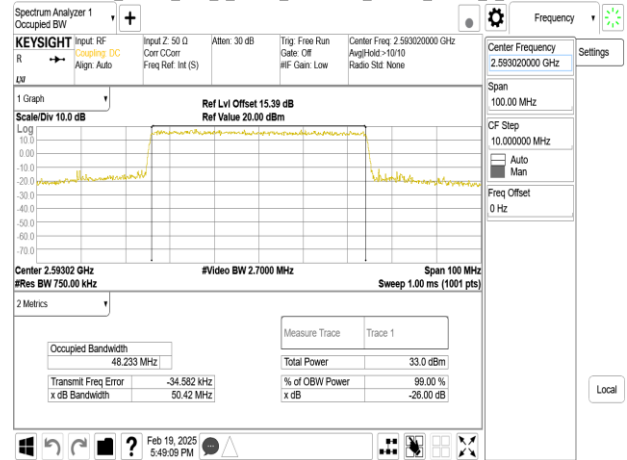 Spectrum Analyzer 1
Occupied BW
Frequency
KEYSIGHT
R
LXI
Input: RF
Coupling: DC
Align: Auto
Input Z: 50 Ω
Corr CCorr
Freq Ref: Int (S)
Atten: 30 dB
Trig: Free Run
Gate: Off
#IF Gain: Low
Center Freq: 2.593020000 GHz
Avg|Hold:>10/10
Radio Std: None
Center Frequency
2.593020000 GHz
Settings
Span
100.00 MHz
CF Step
10.000000 MHz
Auto
Man
Freq Offset
0 Hz
1 Graph
Scale/Div 10.0 dB
Ref Lvl Offset 15.39 dB
Ref Value 20.00 dBm
Log
10.0
0.00
-10.0
-20.0
-30.0
-40.0
-50.0
-60.0
-70.0
Center 2.59302 GHz
#Video BW 2.7000 MHz
Span 100 MHz
#Res BW 750.00 kHz
Sweep 1.00 ms (1001 pts)
2 Metrics
Measure Trace Trace 1
Occupied Bandwidth
48.233 MHz
Total Power 33.0 dBm
Transmit Freq Error -34.582 kHz
% of OBW Power 99.00 %
x dB Bandwidth 50.42 MHz
x dB -26.00 dB
Local
?
Feb 19, 2025
5:49:09 PM